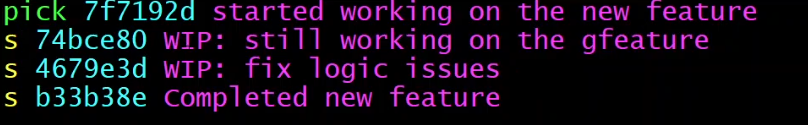 pick 7f7192d started working on the new feature
s 74bce80 WIP: still working on the gfeature
s 4679e3d WIP: fix logic issues
s b33b38e Completed new feature